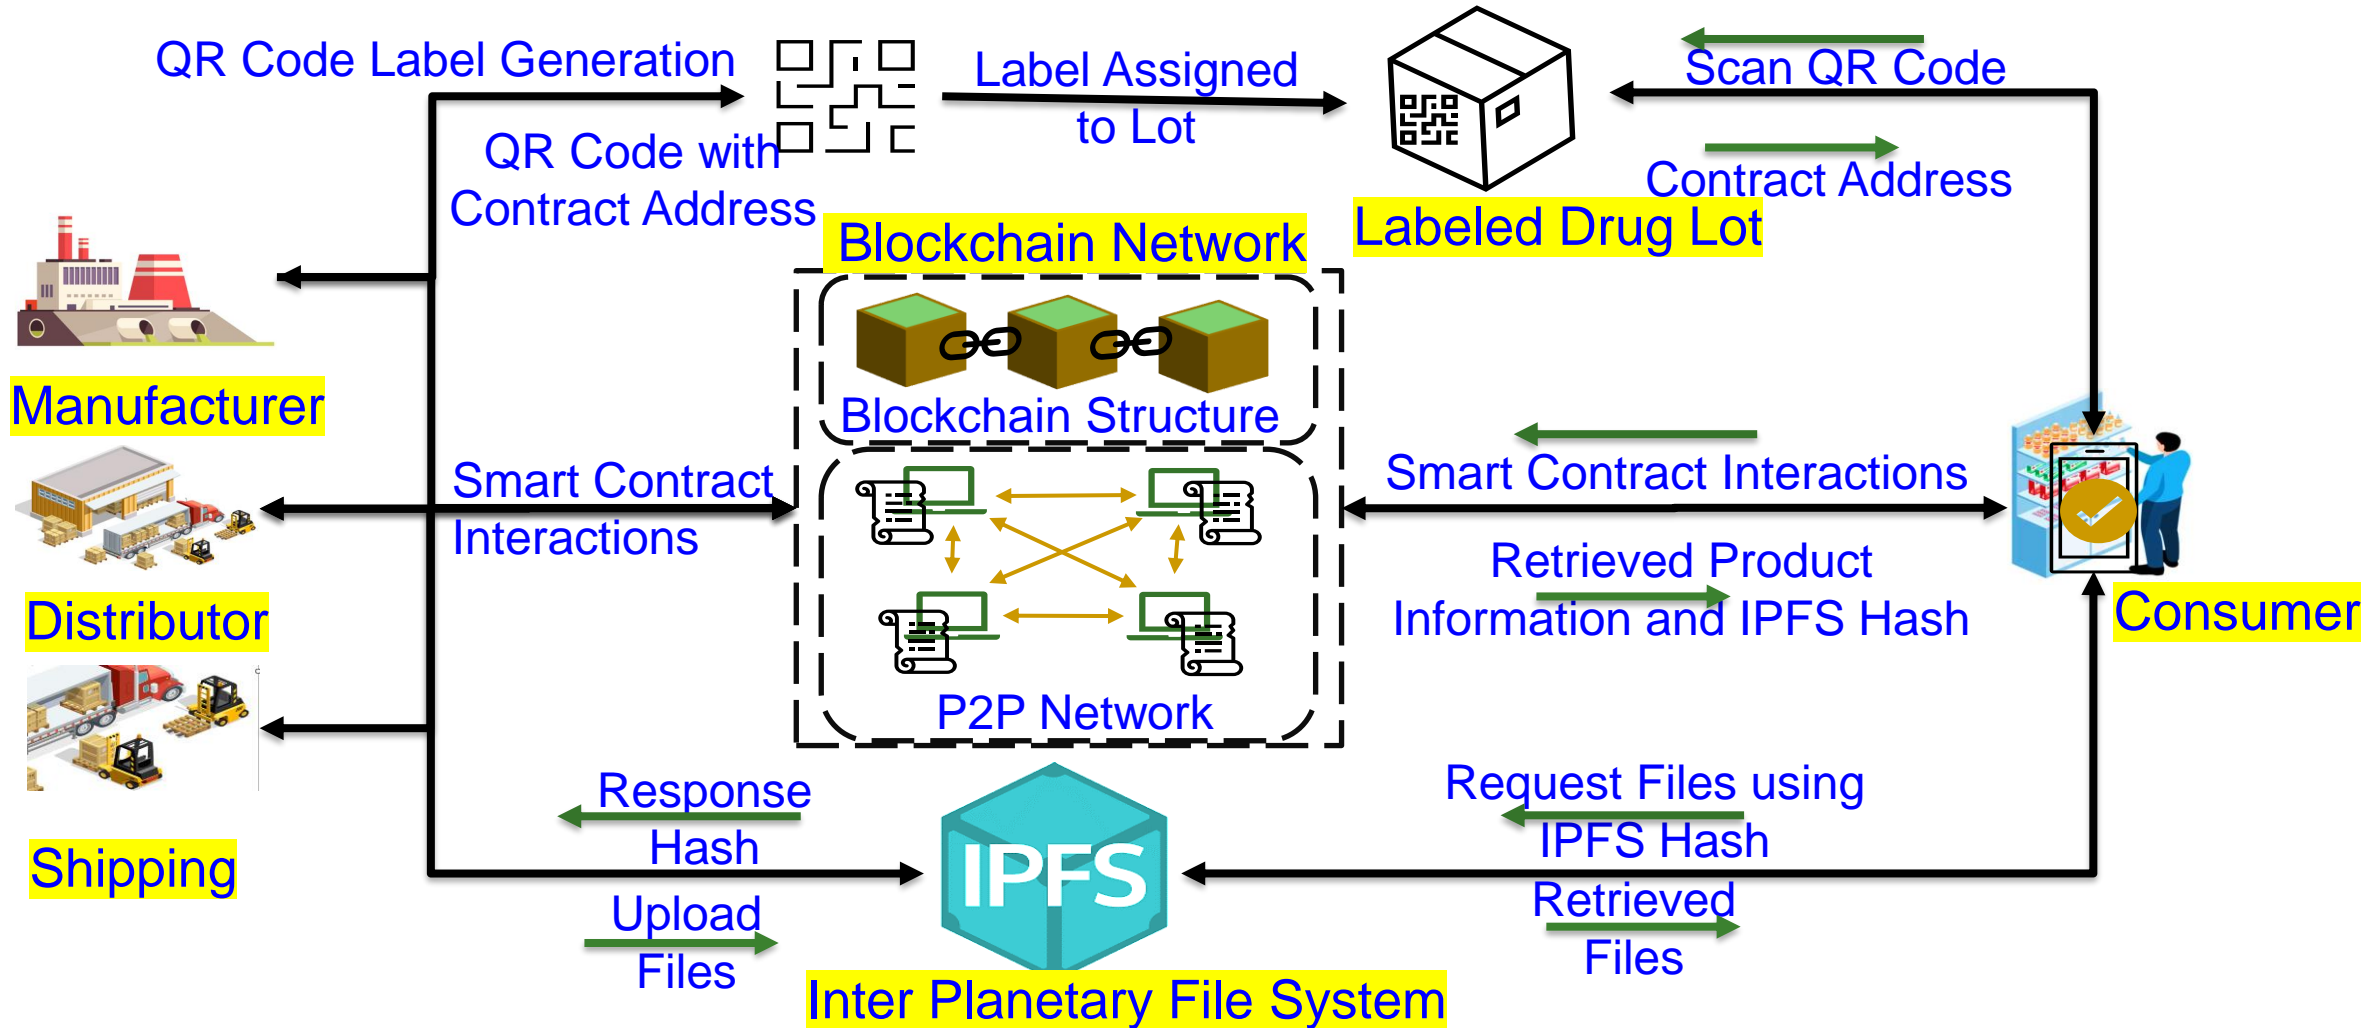 QR Code Label Generation
QR Code with
Contract Address
Label Assigned
to Lot
Scan QR Code
Contract Address
Labeled Drug Lot
Blockchain Network
Blockchain Structure
P2P Network
Manufacturer
Distributor
Shipping
Smart Contract
Interactions
Smart Contract Interactions
Retrieved Product
Information and IPFS Hash
Consumer
Response
Hash
Upload
Files
IPFS
Inter Planetary File System
Request Files using
IPFS Hash
Retrieved
Files